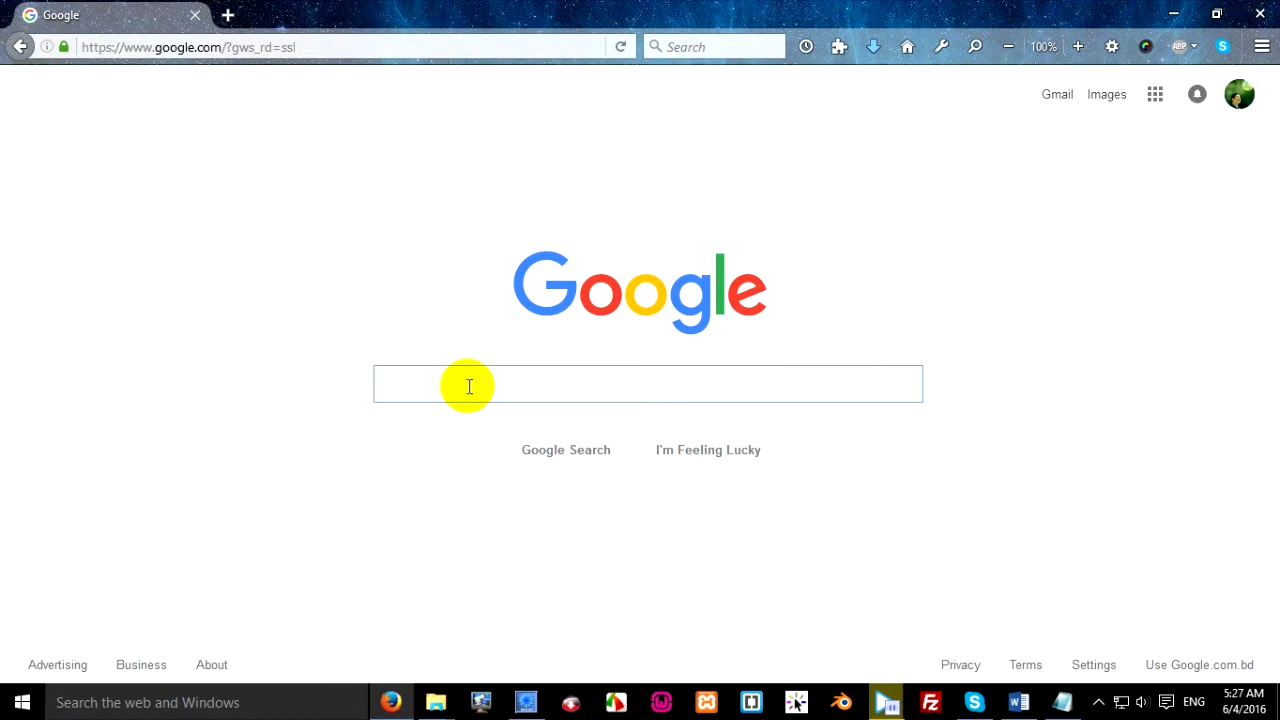 Google
https://www.google.com/?gws_rd=ssl
Search
100%
ABP
Gmail
Images
Google
Google Search
I'm Feeling Lucky
Advertising
Business
About
Privacy
Terms
Settings
Use Google.com.bd
Search the web and Windows
ENG
5:27 AM
6/4/2016